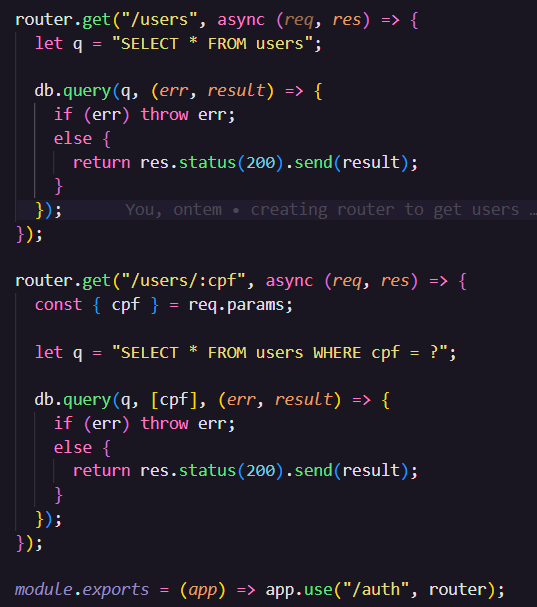 router.get("/users", async (req, res) => {
let q = "SELECT * FROM users";
db.query(q, (err, result) => {
if (err) throw err;
else {
return res.status(200).send(result);
}
}); You, ontem • creating router to get users …
});
router.get("/users/:cpf", async (req, res) => {
const { cpf } = req.params;
let q = "SELECT * FROM users WHERE cpf = ?";
db.query(q, [cpf], (err, result) => {
if (err) throw err;
else {
return res.status(200).send(result);
}
});
});
module.exports = (app) => app.use("/auth", router);